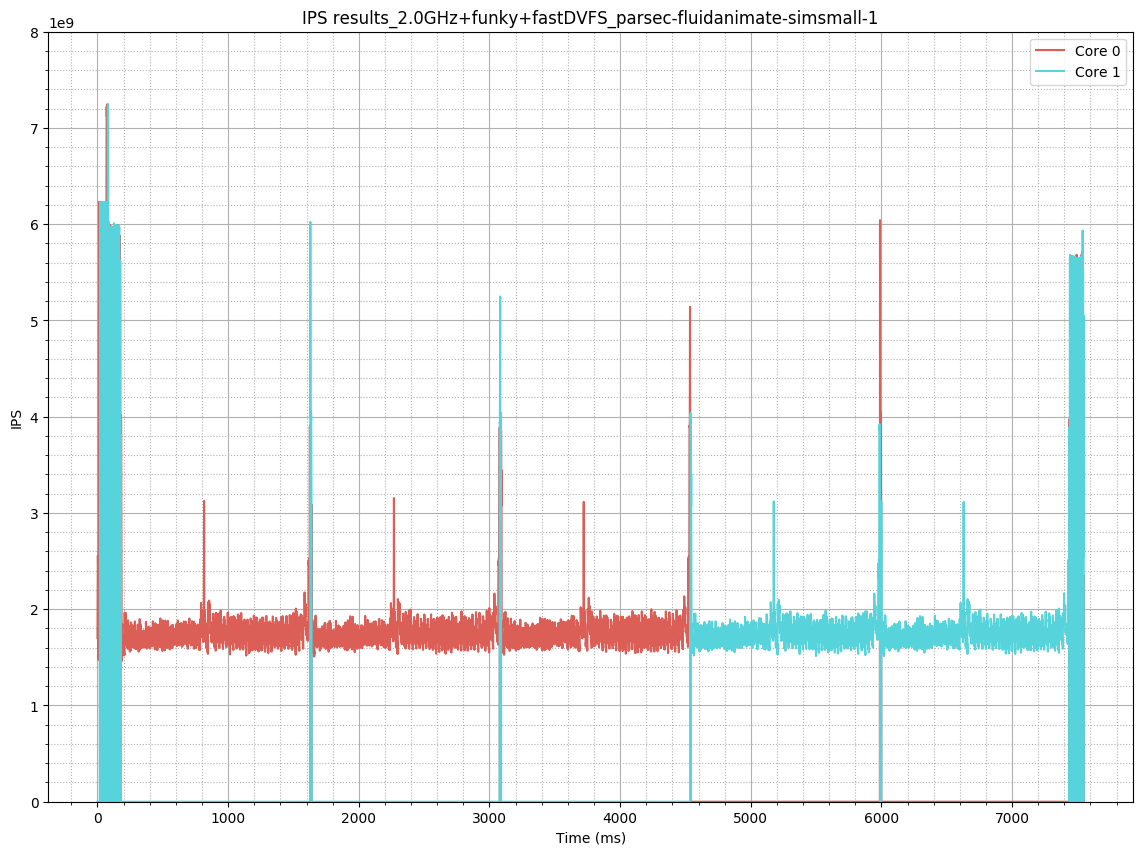 IPS results_2.0GHz+funky+fastDVFS_parsec-fluidanimate-simsmall-1
1e9
Core 0
Core 1
8
7
6
5
4
3
2
1
0
IPS
0 1000 2000 3000 4000 5000 6000 7000
Time (ms)